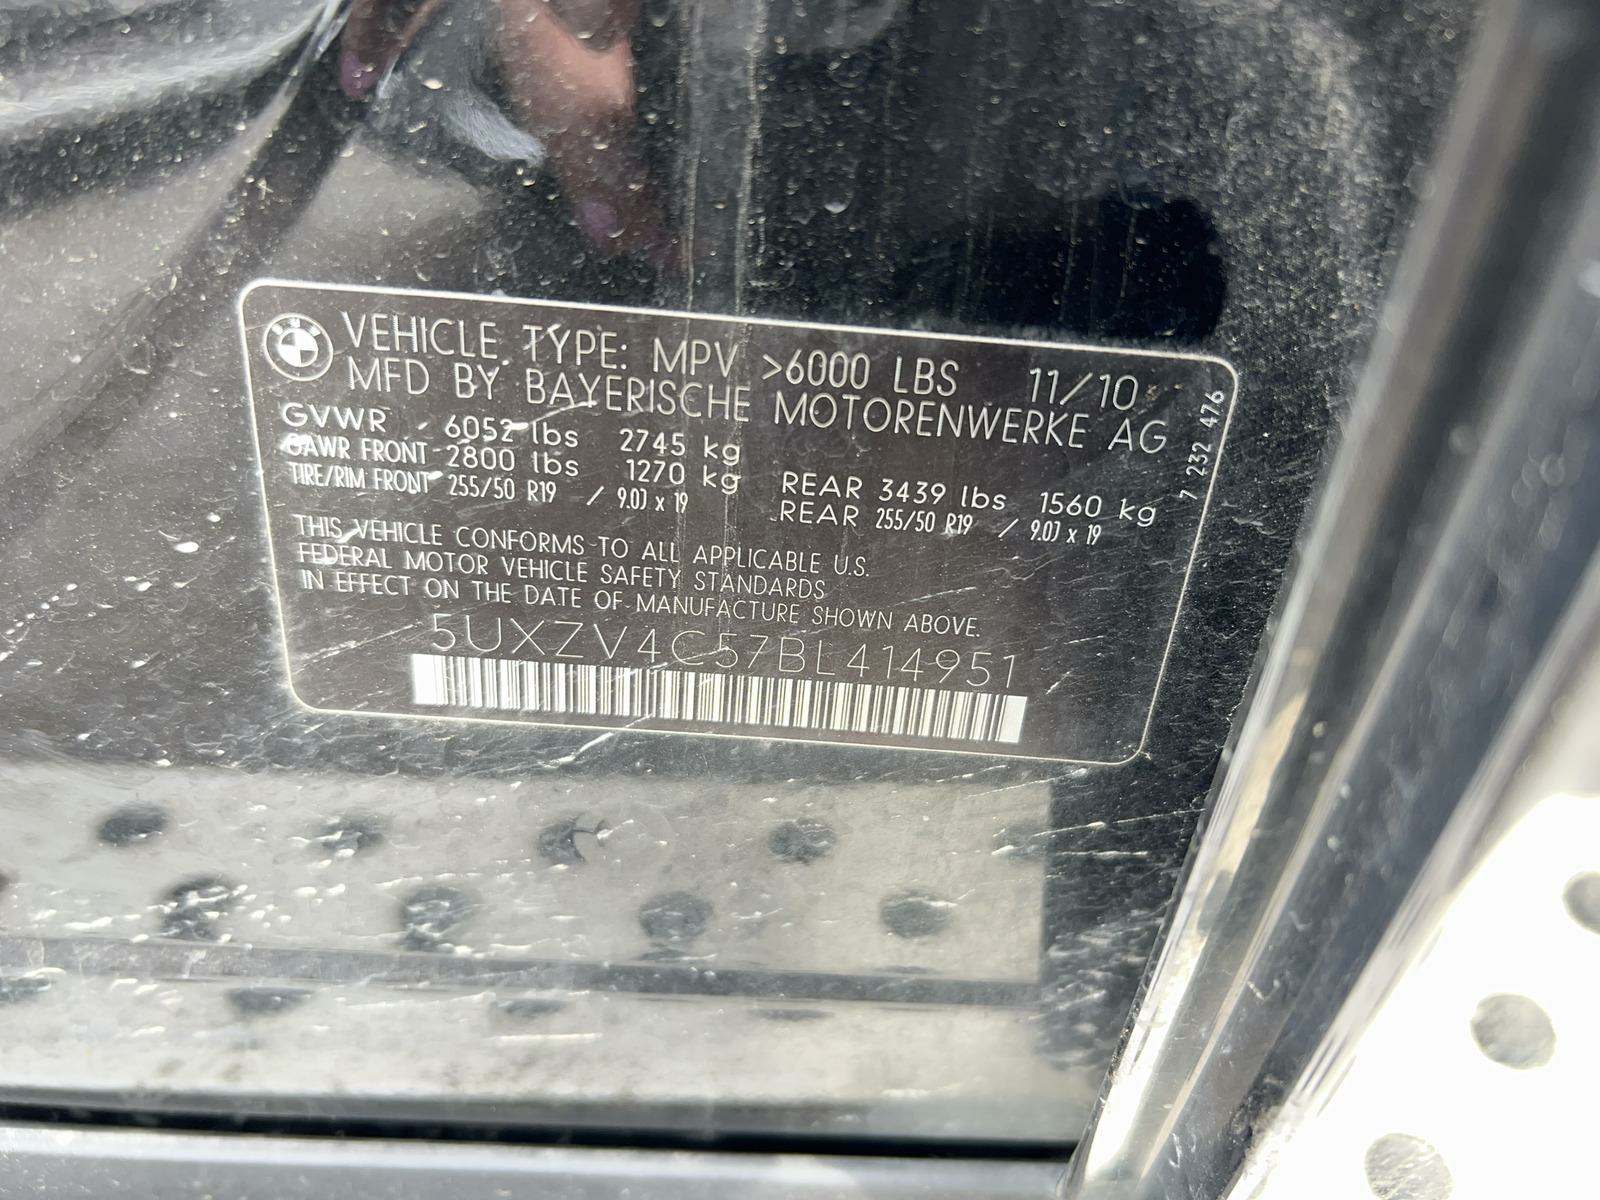 BMW
VEHICLE TYPE: MPV >6000 LBS 11/10
MFD BY BAYERISCHE MOTORENWERKE AG
GVWR 6052 lbs 2745 kg
GAWR FRONT 2800 lbs 1270 kg REAR 3439 lbs 1560 kg
TIRE/RIM FRONT 255/50 R19 / 9.0J x 19 REAR 255/50 R19 / 9.0J x 19
THIS VEHICLE CONFORMS TO ALL APPLICABLE U.S.
FEDERAL MOTOR VEHICLE SAFETY STANDARDS
IN EFFECT ON THE DATE OF MANUFACTURE SHOWN ABOVE.
5UXZV4C57BL414951
7 232 476